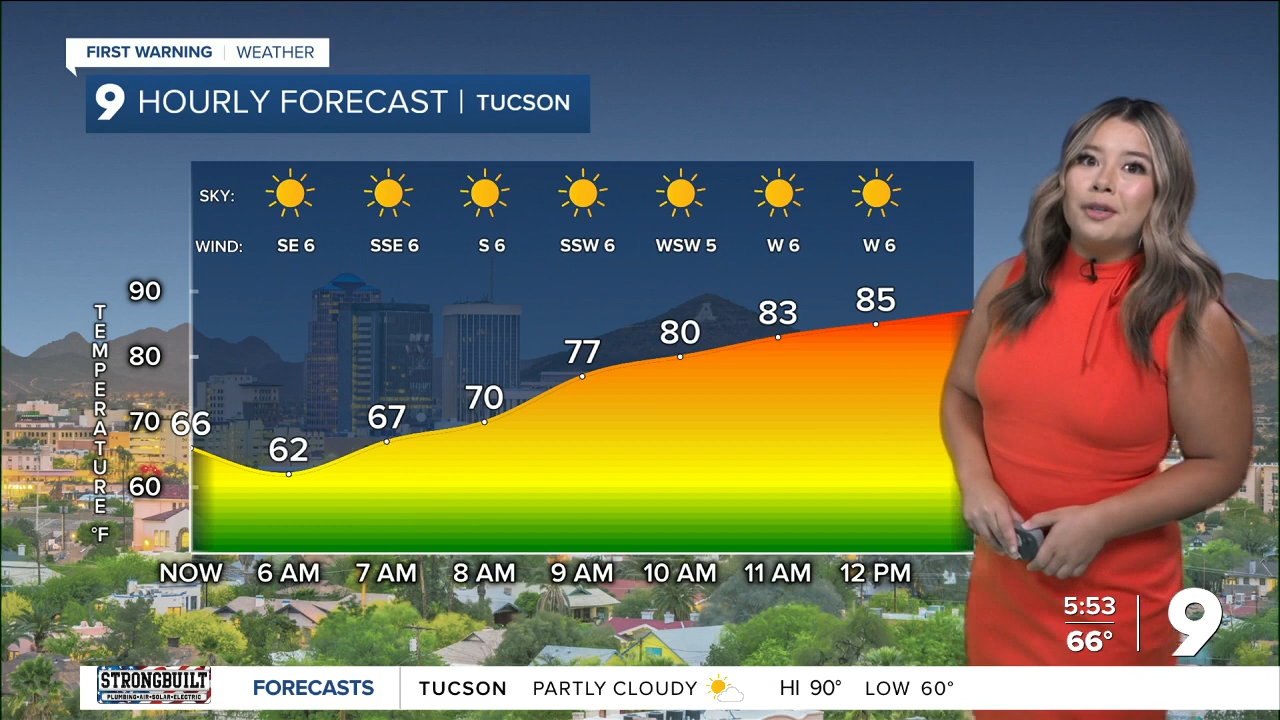 FIRST WARNING | WEATHER
9 HOURLY FORECAST | TUCSON
SKY:
WIND: SE 6 SSE 6 S 6 SSW 6 WSW 5 W 6 W 6
TEMPERATURE °F
90
80
70
60
66 62 67 70 77 80 83 85
NOW 6 AM 7 AM 8 AM 9 AM 10 AM 11 AM 12 PM
5:53
66°
9
STRONGBUILT
PLUMBING•AIR•SOLAR•ELECTRIC
FORECASTS TUCSON PARTLY CLOUDY HI 90° LOW 60°